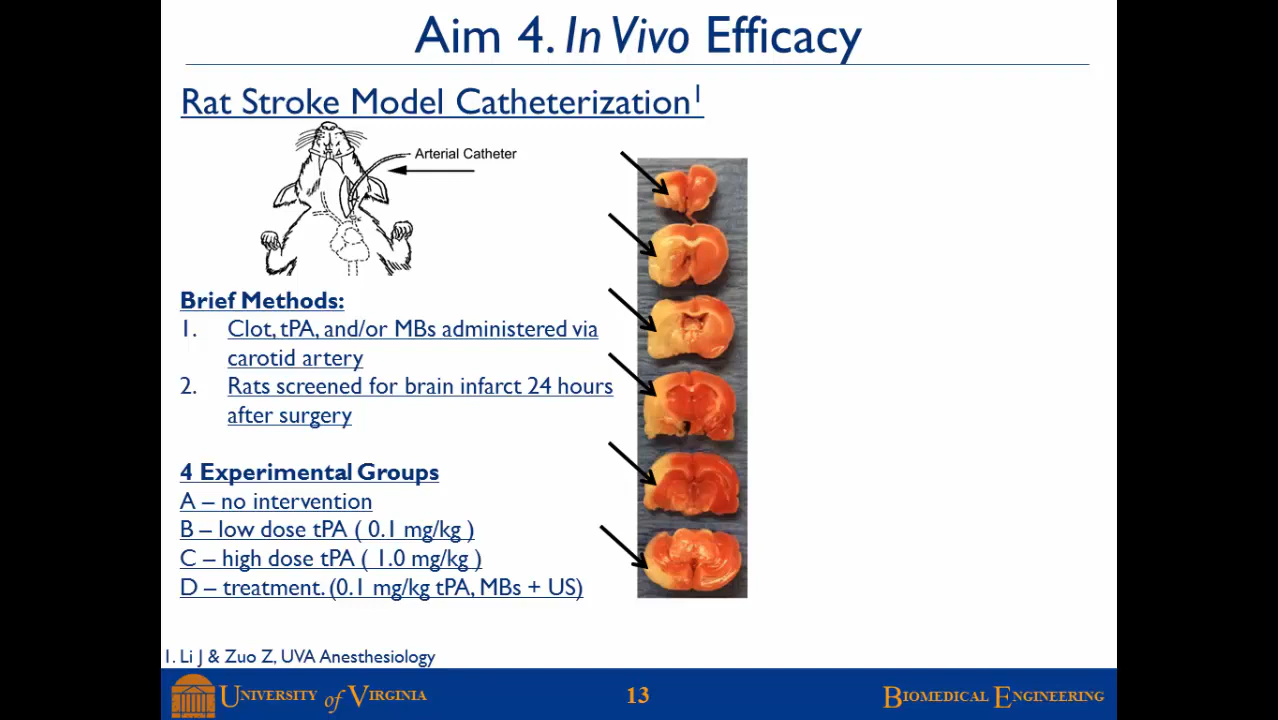 Aim 4. In Vivo Efficacy
Rat Stroke Model Catheterization1
Arterial Catheter
Brief Methods:
1. Clot, tPA, and/or MBs administered via
carotid artery
2. Rats screened for brain infarct 24 hours
after surgery
4 Experimental Groups
A – no intervention
B – low dose tPA ( 0.1 mg/kg )
C – high dose tPA ( 1.0 mg/kg )
D – treatment. (0.1 mg/kg tPA, MBs + US)
1. Li J & Zuo Z, UVA Anesthesiology
UNIVERSITY of VIRGINIA
13
BIOMEDICAL ENGINEERING